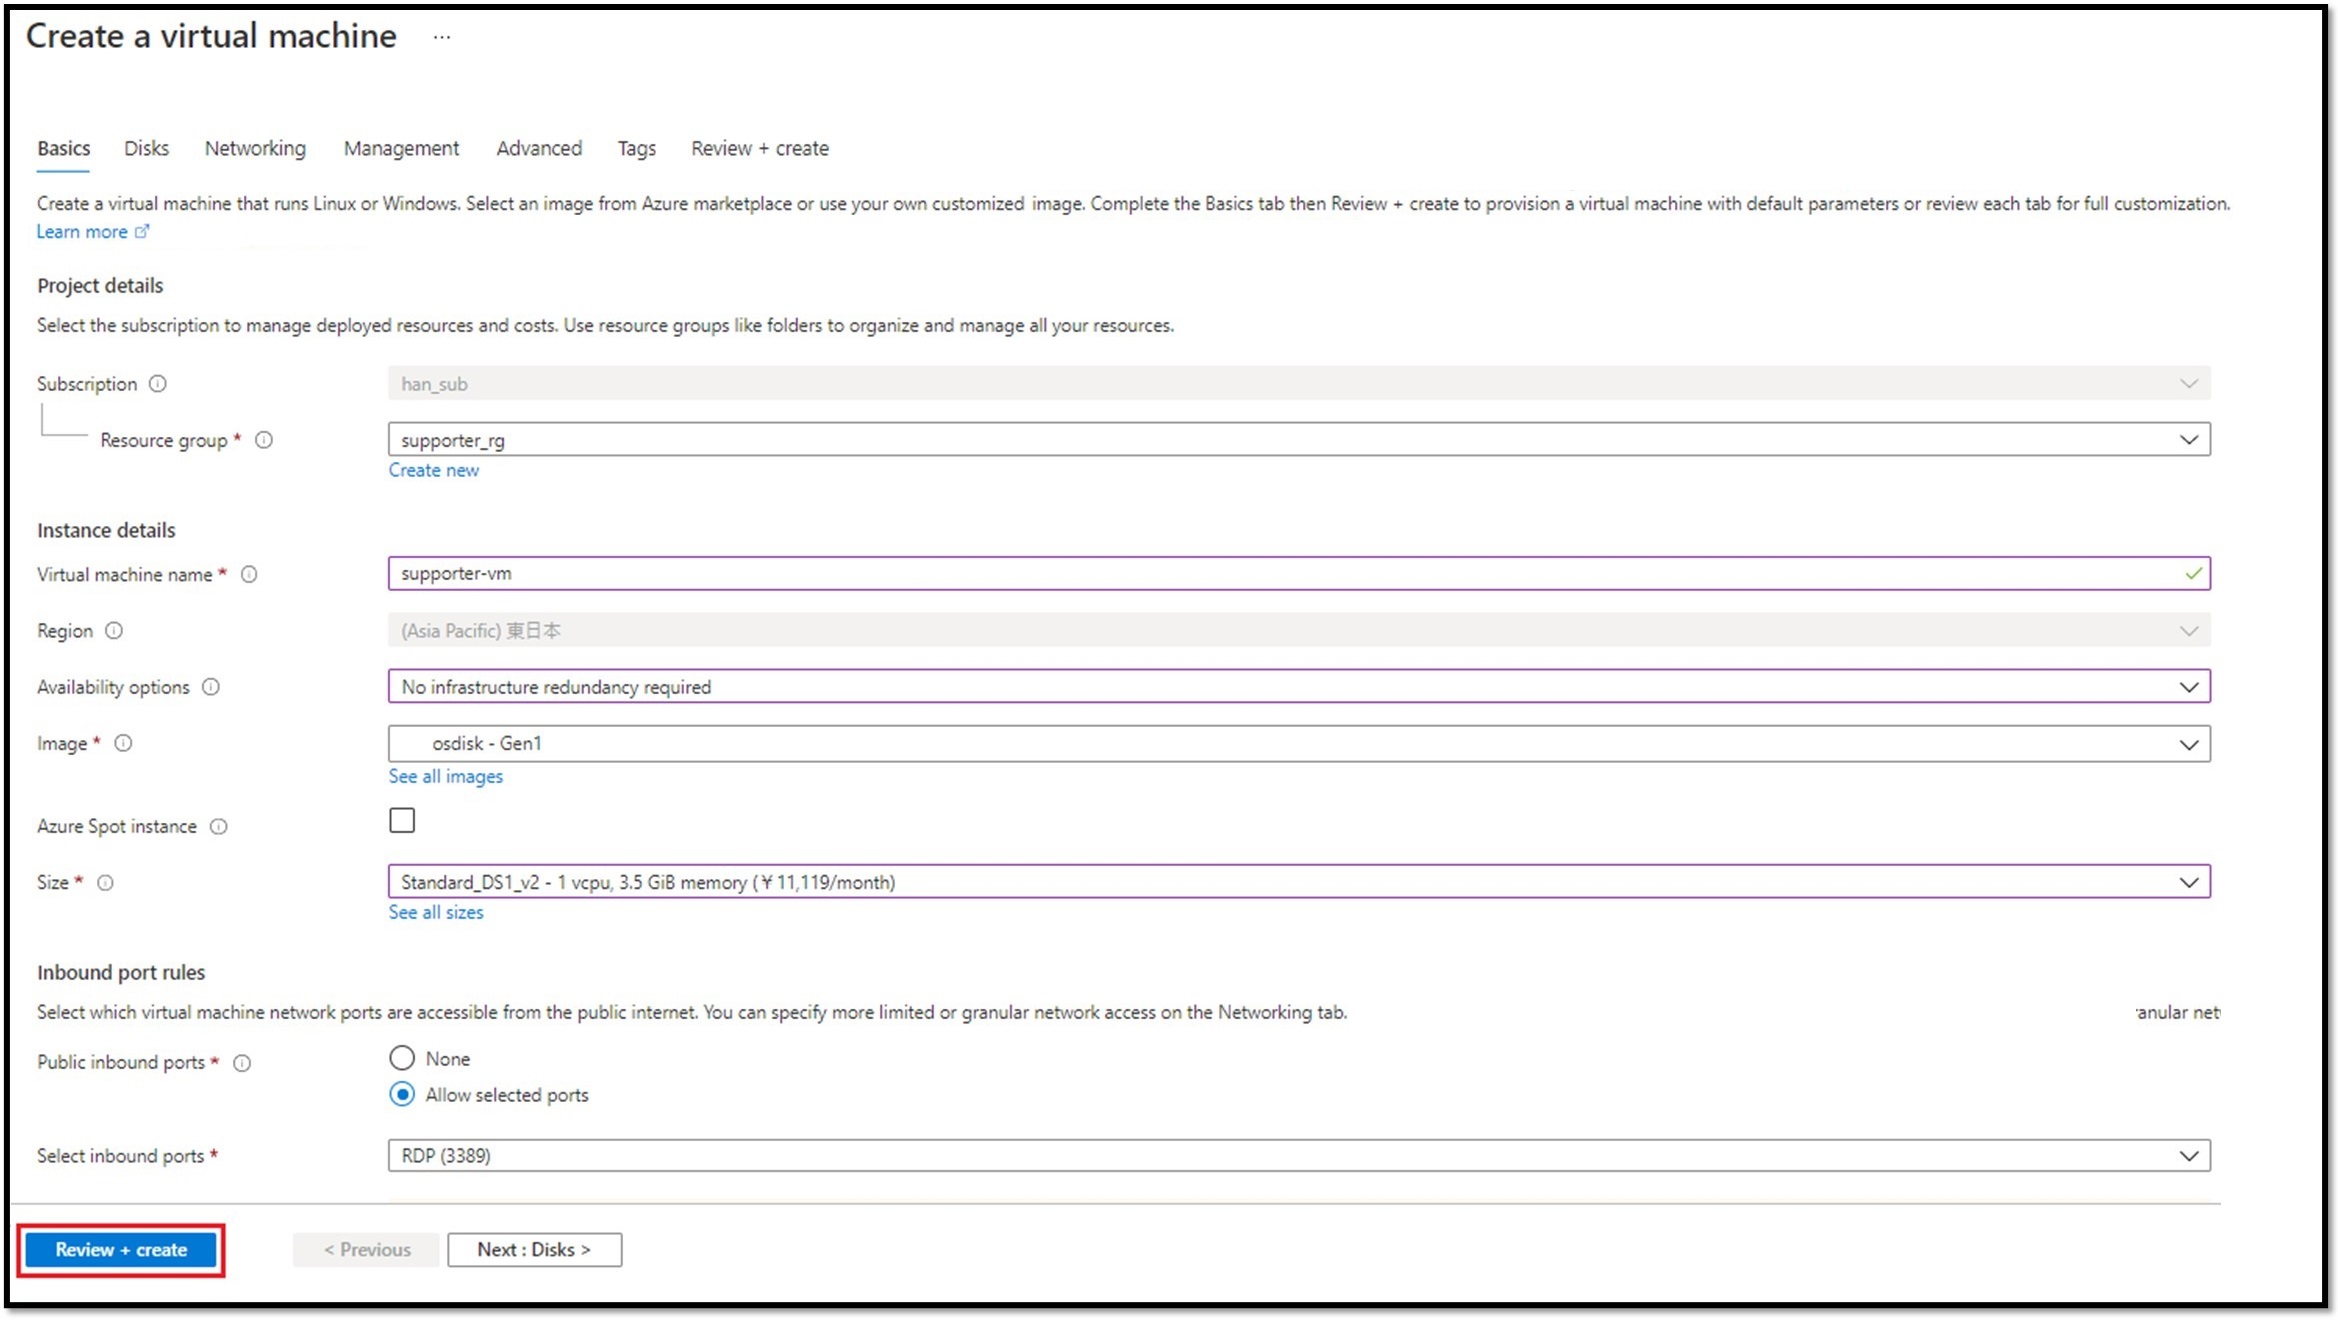 Create a virtual machine ...
Basics Disks Networking Management Advanced Tags Review + create
Create a virtual machine that runs Linux or Windows. Select an image from Azure marketplace or use your own customized image. Complete the Basics tab then Review + create to provision a virtual machine with default parameters or review each tab for full customization.
Learn more
Project details
Select the subscription to manage deployed resources and costs. Use resource groups like folders to organize and manage all your resources.
Subscription han_sub
Resource group * supporter_rg
Create new
Instance details
Virtual machine name * supporter-vm
Region (Asia Pacific) 東日本
Availability options No infrastructure redundancy required
Image * osdisk - Gen1
See all images
Azure Spot instance
Size * Standard_DS1_v2 - 1 vcpu, 3.5 GiB memory (¥ 11,119/month)
See all sizes
Inbound port rules
Select which virtual machine network ports are accessible from the public internet. You can specify more limited or granular network access on the Networking tab. anular net
Public inbound ports * None
Allow selected ports
Select inbound ports * RDP (3389)
Review + create < Previous Next : Disks >